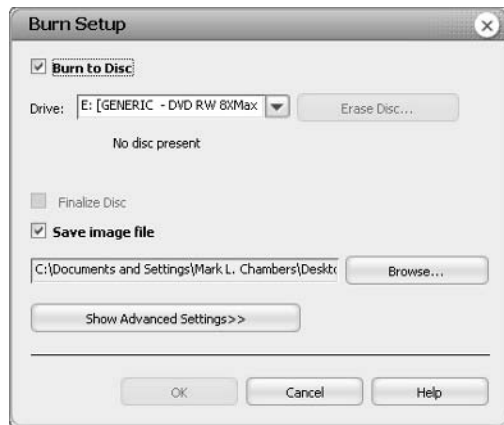 Burn Setup
Burn to Disc
Drive: E: [GENERIC - DVD RW 8XMax Erase Disc...
No disc present
Finalize Disc
Save image file
C:\Documents and Settings\Mark L. Chambers\Deskto Browse...
Show Advanced Settings>>
OK Cancel Help